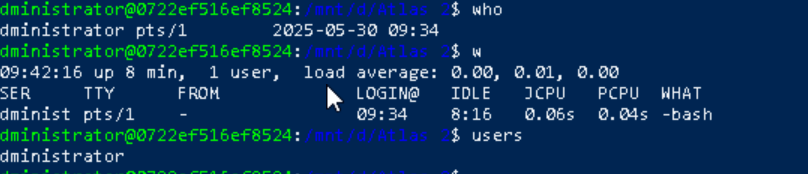 dministrator@0722ef516ef8524:/mnt/d/Atlas-2$ who
dministrator pts/1        2025-05-30 09:34
dministrator@0722ef516ef8524:/mnt/d/Atlas-2$ w
09:42:16 up 8 min,  1 user,  load average: 0.00, 0.01, 0.00
SER     TTY      FROM             LOGIN@   IDLE   JCPU   PCPU  WHAT
dminist pts/1    -                09:34    8:16   0.06s  0.04s -bash
dministrator@0722ef516ef8524:/mnt/d/Atlas-2$ users
dministrator